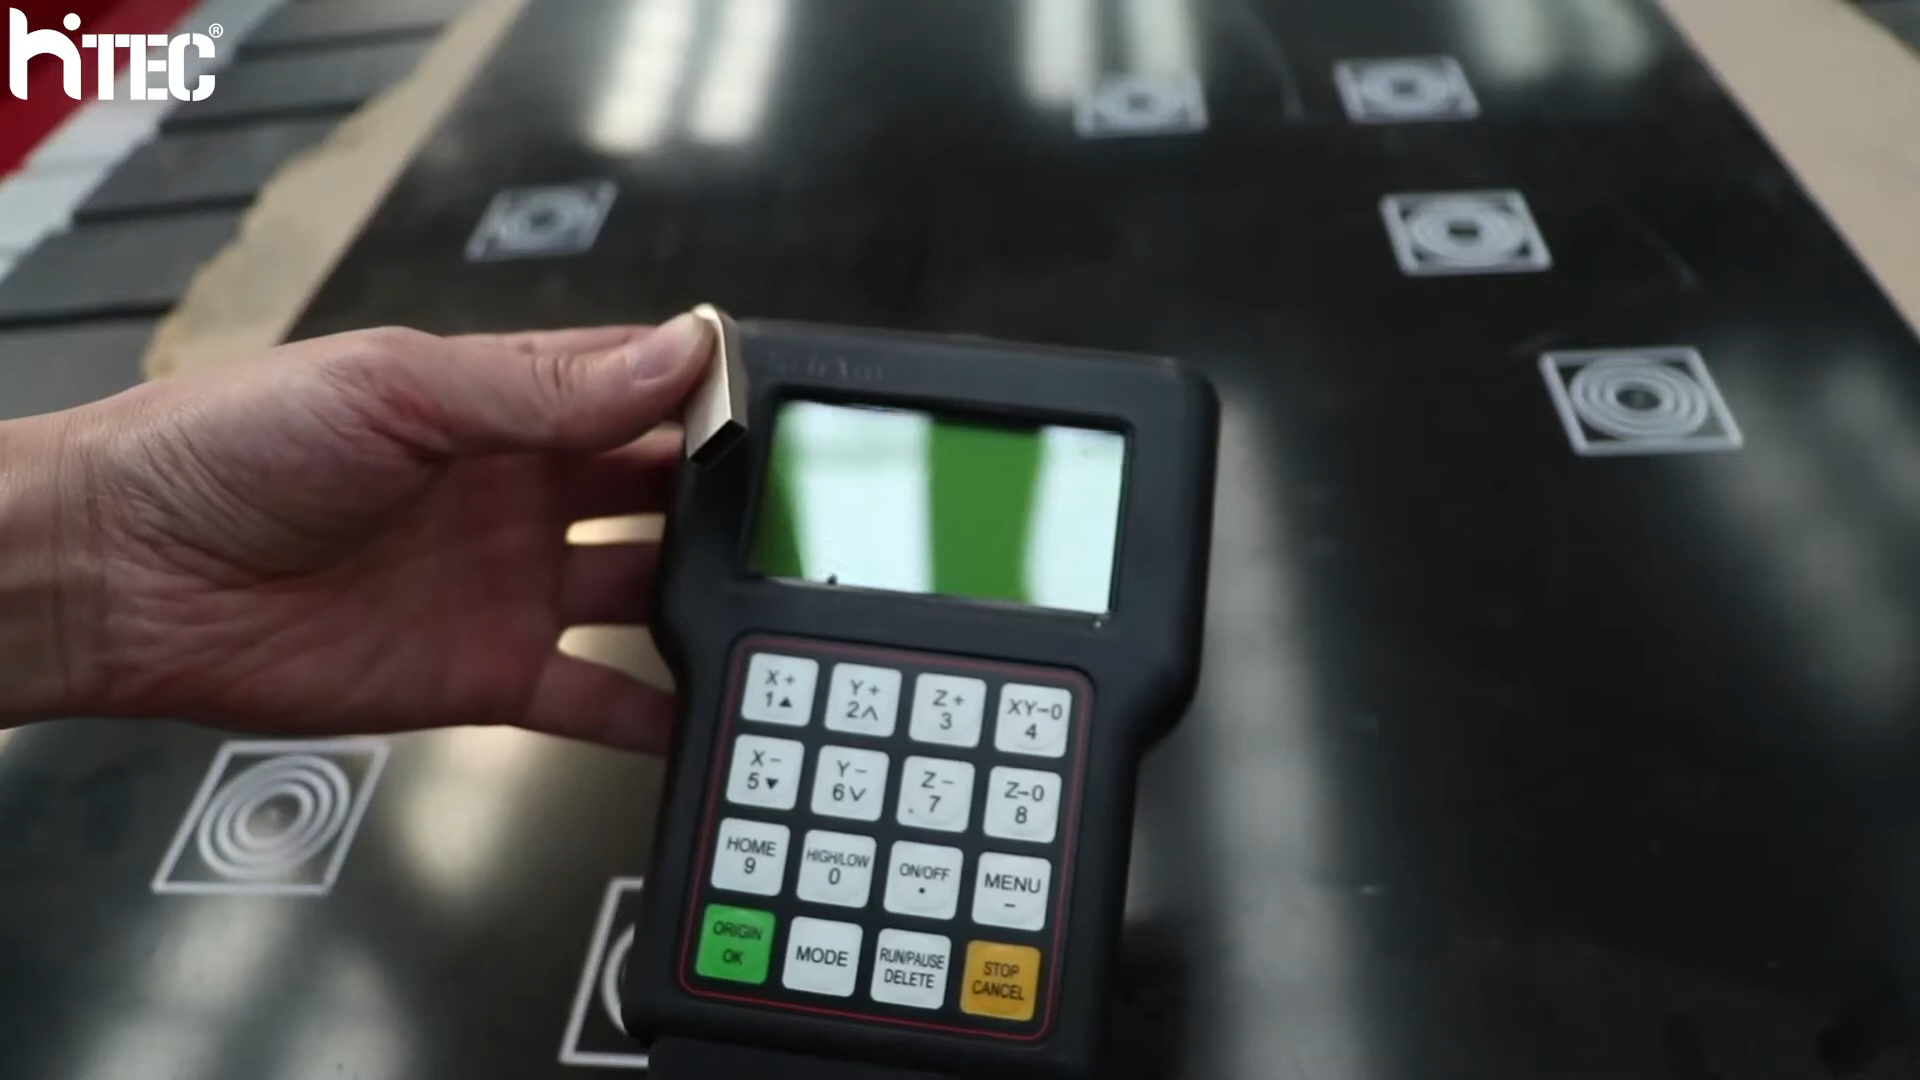 hiTEC®
X+
1▲
Y+
2∧
Z+
3
XY-0
4
X-
5▼
Y-
6∨
Z-
7
Z-0
8
HOME
9
HIGH/LOW
0
ON/OFF
.
MENU
-
ORIGIN
OK
MODE
RUN/PAUSE
DELETE
STOP
CANCEL